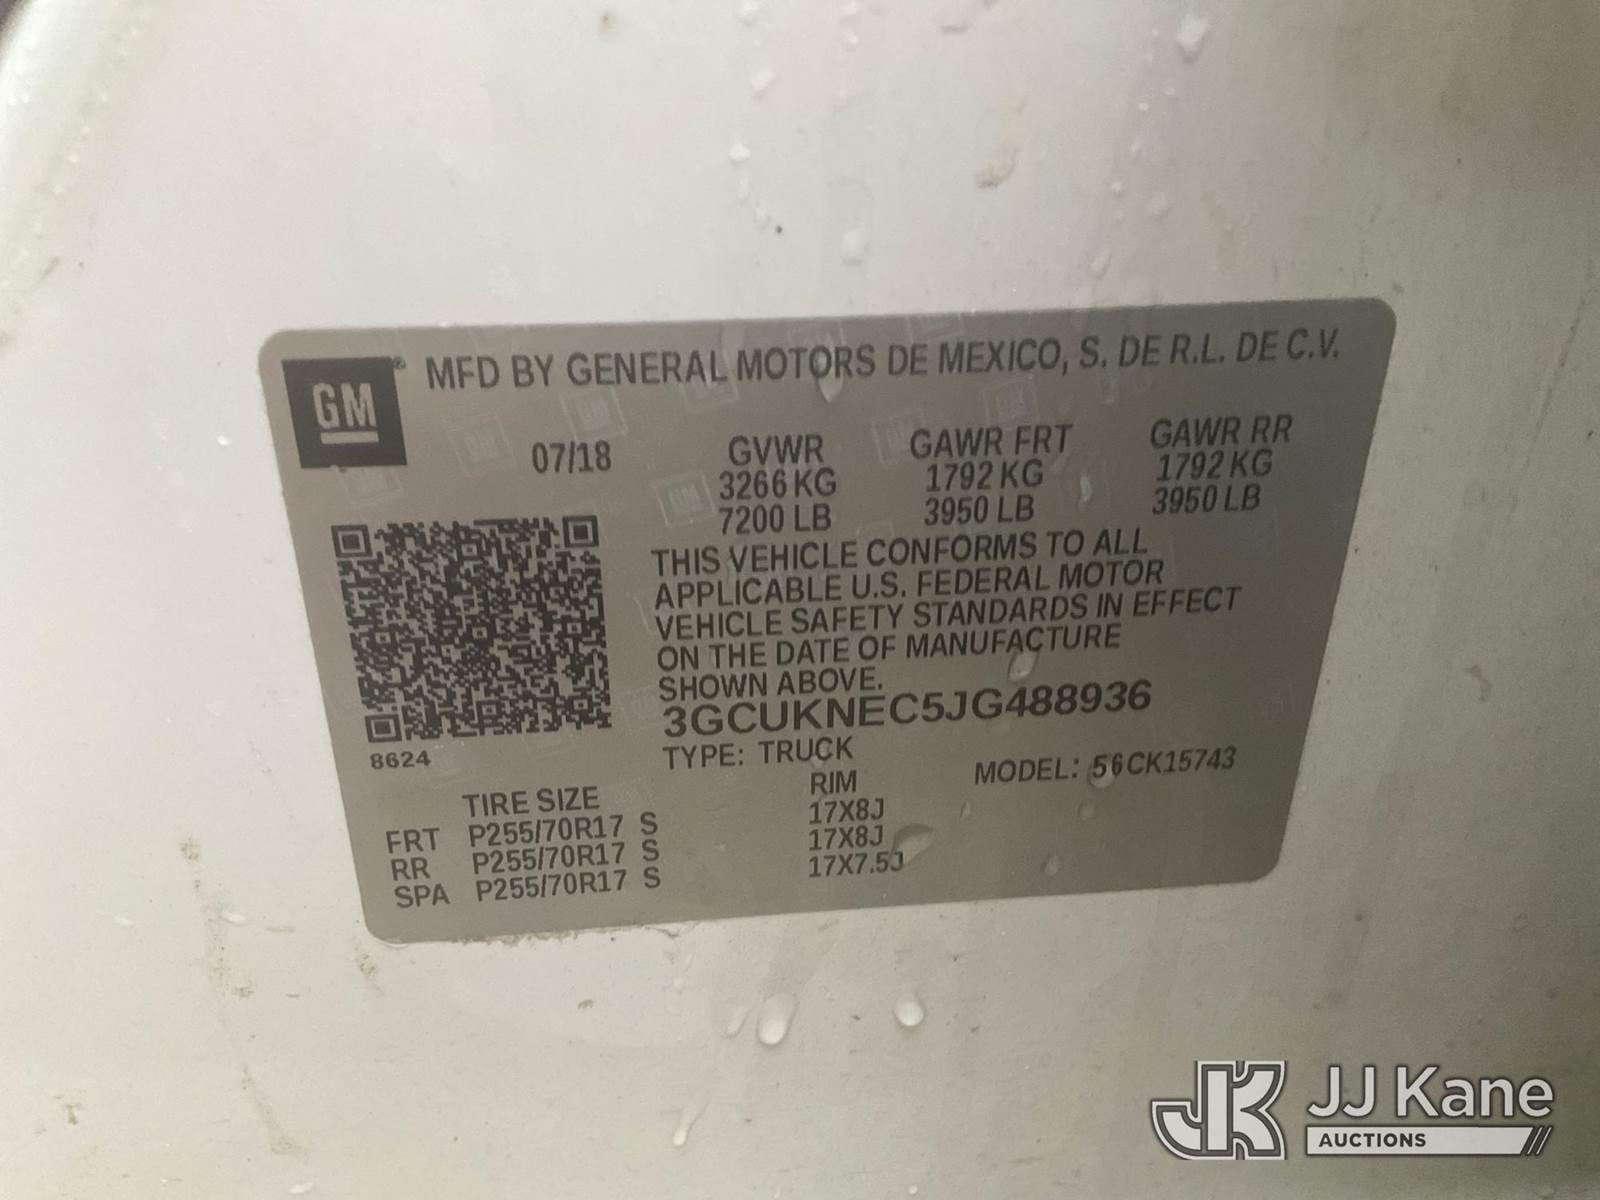 GM ® MFD BY GENERAL MOTORS DE MEXICO, S. DE R.L. DE C.V.
07/18 GVWR GAWR FRT GAWR RR
3266 KG 1792 KG 1792 KG
7200 LB 3950 LB 3950 LB
THIS VEHICLE CONFORMS TO ALL
APPLICABLE U.S. FEDERAL MOTOR
VEHICLE SAFETY STANDARDS IN EFFECT
ON THE DATE OF MANUFACTURE
SHOWN ABOVE.
3GCUKNEC5JG488936
8624 TYPE: TRUCK MODEL: 56CK15743
TIRE SIZE RIM
FRT P255/70R17 S 17X8J
RR P255/70R17 S 17X8J
SPA P255/70R17 S 17X7.5J
JK JJ Kane
AUCTIONS